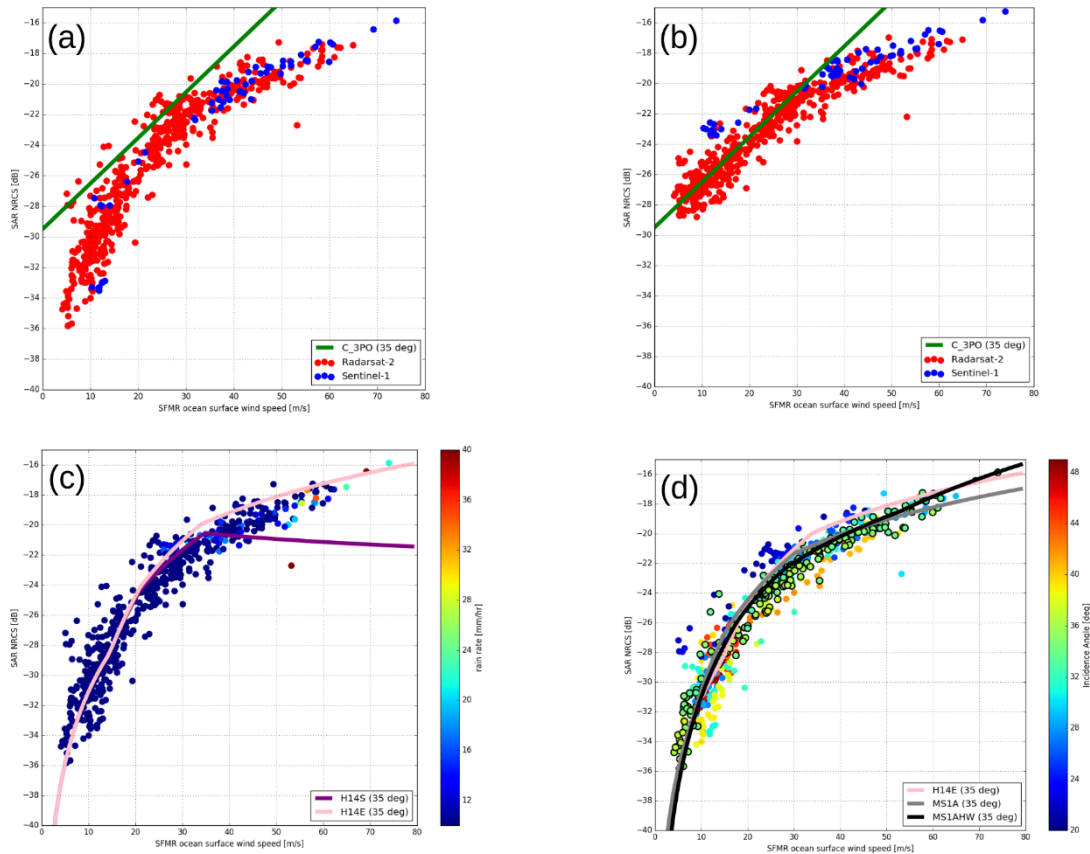 (a)
−16
−18
−20
−22
−24
−26
−28
−30
−32
−34
−36
−38
−40
SAR NRCS [dB]
0 10 20 30 40 50 60 70 80
SFMR ocean surface wind speed [m/s]
C_3PO (35 deg)
Radarsat-2
Sentinel-1
(b)
−16
−18
−20
−22
−24
−26
−28
−30
−32
−34
−36
−38
−40
SAR NRCS [dB]
0 10 20 30 40 50 60 70 80
SFMR ocean surface wind speed [m/s]
C_3PO (35 deg)
Radarsat-2
Sentinel-1
(c)
−16
−18
−20
−22
−24
−26
−28
−30
−32
−34
−36
−38
−40
SAR NRCS [dB]
0 10 20 30 40 50 60 70 80
SFMR ocean surface wind speed [m/s]
H14S (35 deg)
H14E (35 deg)
40
36
32
28
24
20
16
12
rain rate [mm/hr]
(d)
−16
−18
−20
−22
−24
−26
−28
−30
−32
−34
−36
−38
−40
SAR NRCS [dB]
0 10 20 30 40 50 60 70 80
SFMR ocean surface wind speed [m/s]
H14E (35 deg)
MS1A (35 deg)
MS1AHW (35 deg)
48
44
40
36
32
28
24
20
Incidence Angle [deg]